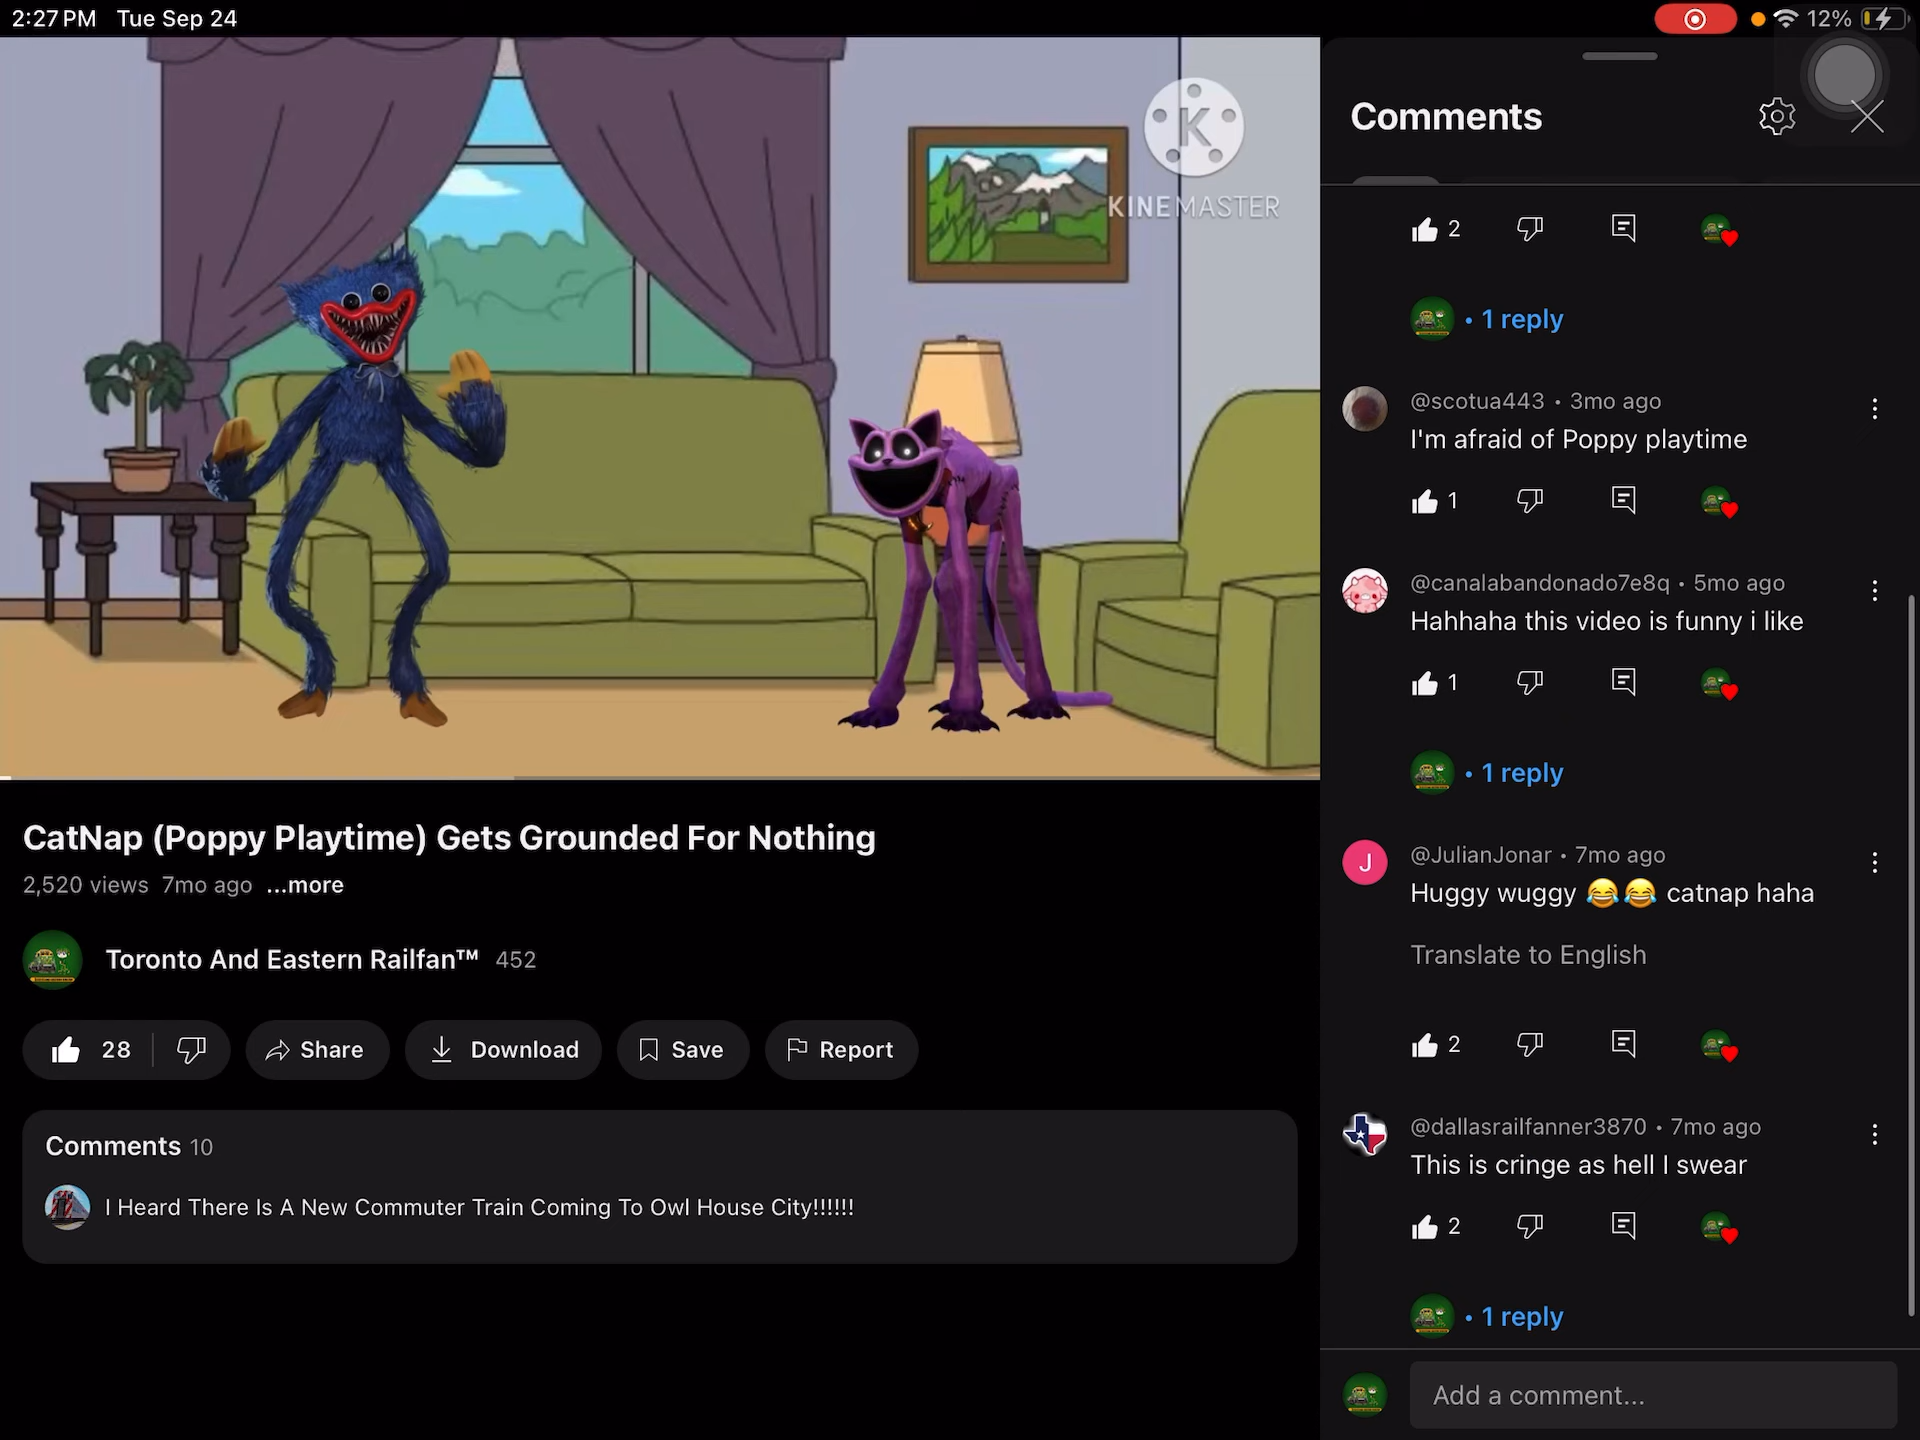 2:27 PM Tue Sep 24
12%
K
KINEMASTER
CatNap (Poppy Playtime) Gets Grounded For Nothing
2,520 views 7mo ago ...more
Toronto And Eastern Railfan™ 452
28
Share
Download
Save
Report
Comments 10
I Heard There Is A New Commuter Train Coming To Owl House City!!!!!!
Comments
2
• 1 reply
@scotua443 • 3mo ago
I'm afraid of Poppy playtime
1
@canalabandonado7e8q • 5mo ago
Hahhaha this video is funny i like
1
• 1 reply
J
@JulianJonar • 7mo ago
Huggy wuggy 😂😂 catnap haha
Translate to English
2
@dallasrailfanner3870 • 7mo ago
This is cringe as hell I swear
2
• 1 reply
Add a comment...